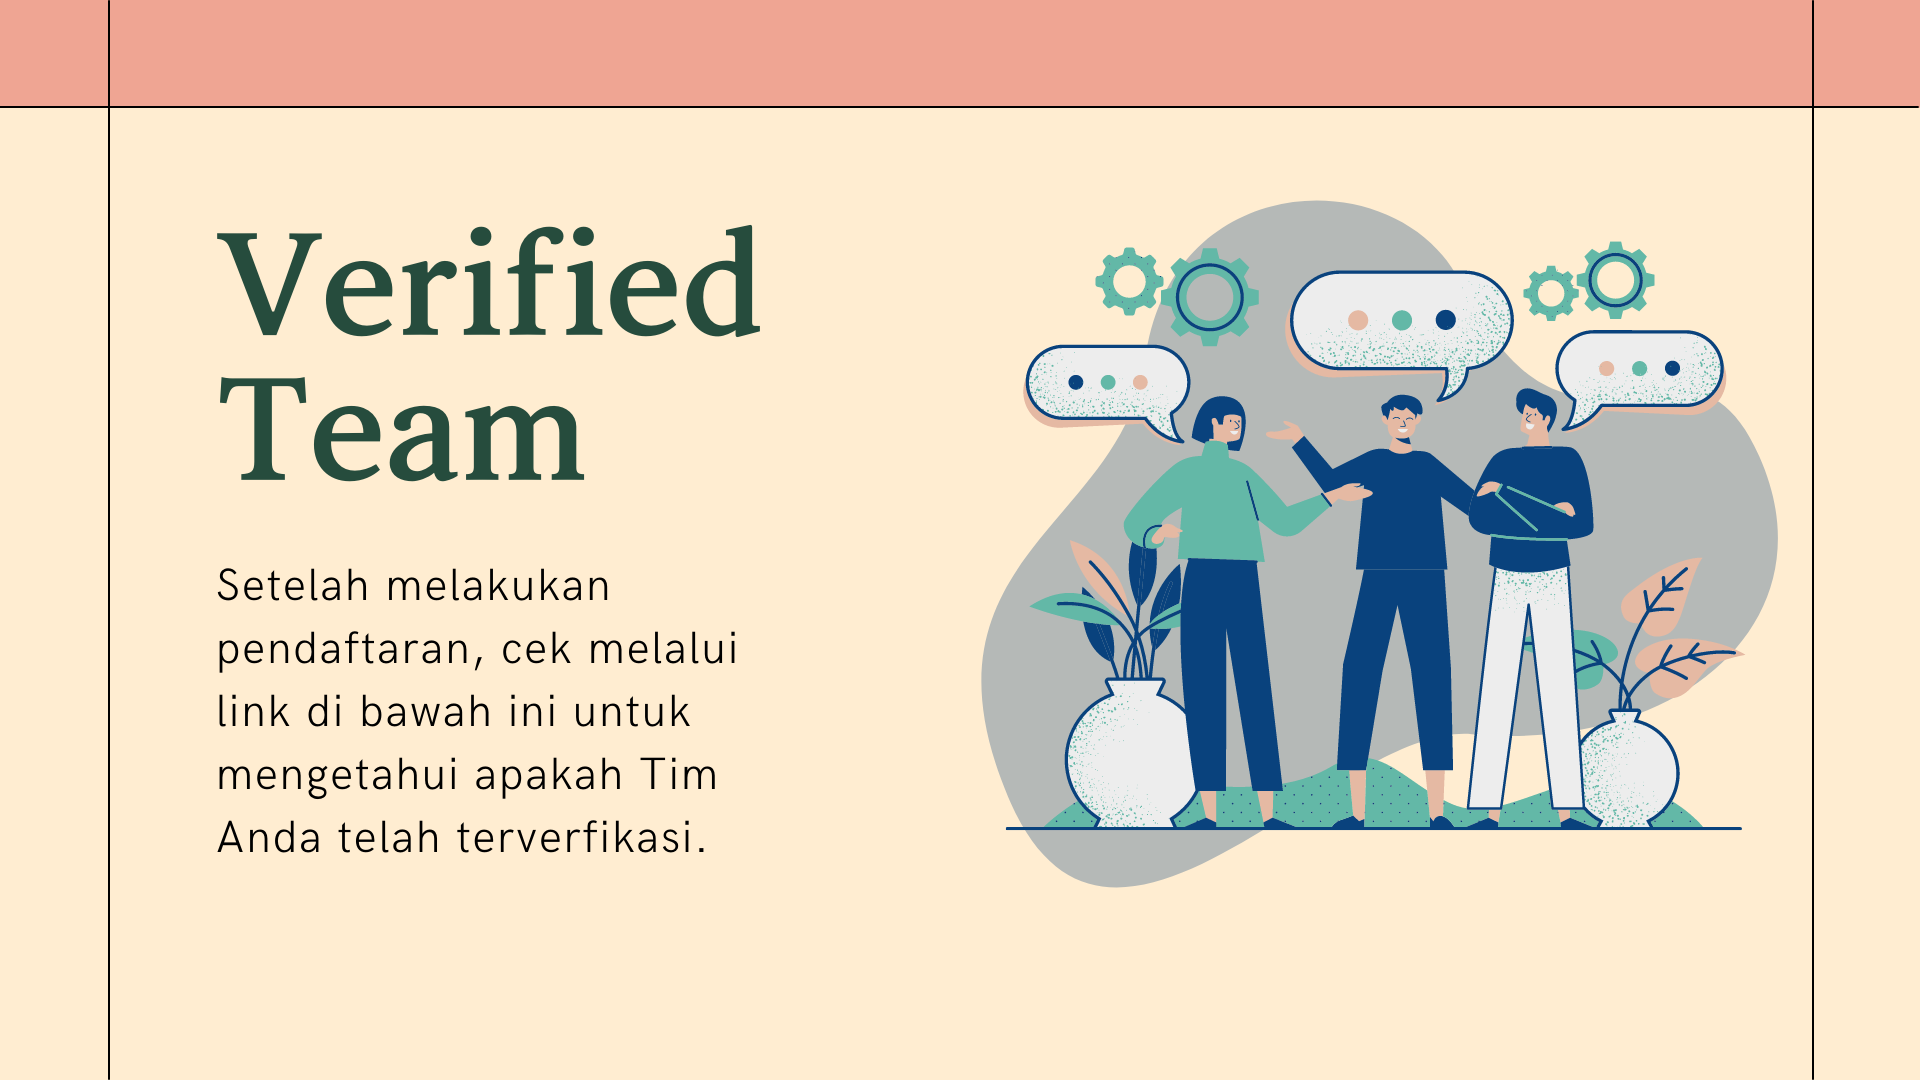 Verified
Team
Setelah melakukan
pendaftaran, cek melalui
link di bawah ini untuk
mengetahui apakah Tim
Anda telah terverfikasi.